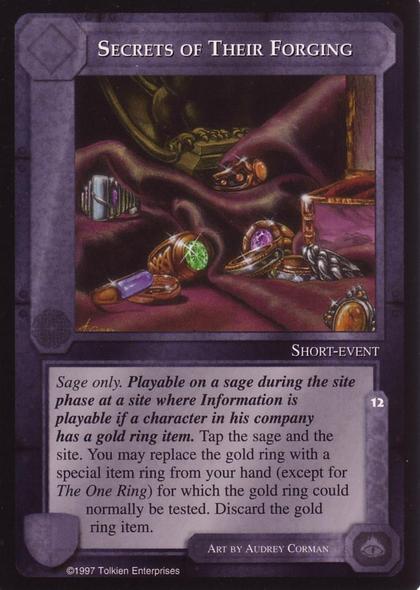 Secrets of Their Forging
Short-event
Sage only. Playable on a sage during the site
phase at a site where Information is
playable if a character in his company
has a gold ring item. Tap the sage and the
site. You may replace the gold ring with a
special item ring from your hand (except for
The One Ring) for which the gold ring could
normally be tested. Discard the gold
ring item.
12
Art by Audrey Corman
©1997 Tolkien Enterprises